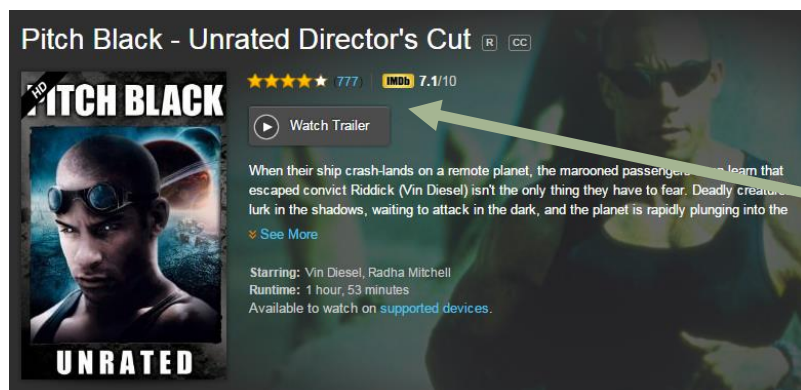 Pitch Black - Unrated Director's Cut R CC
HD
PITCH BLACK
UNRATED
(777) IMDb 7.1/10
Watch Trailer
When their ship crash-lands on a remote planet, the marooned passengers learn that
escaped convict Riddick (Vin Diesel) isn't the only thing they have to fear. Deadly
lurk in the shadows, waiting to attack in the dark, and the planet is rapidly plunging into the
See More
Starring: Vin Diesel, Radha Mitchell
Runtime: 1 hour, 53 minutes
Available to watch on supported devices.